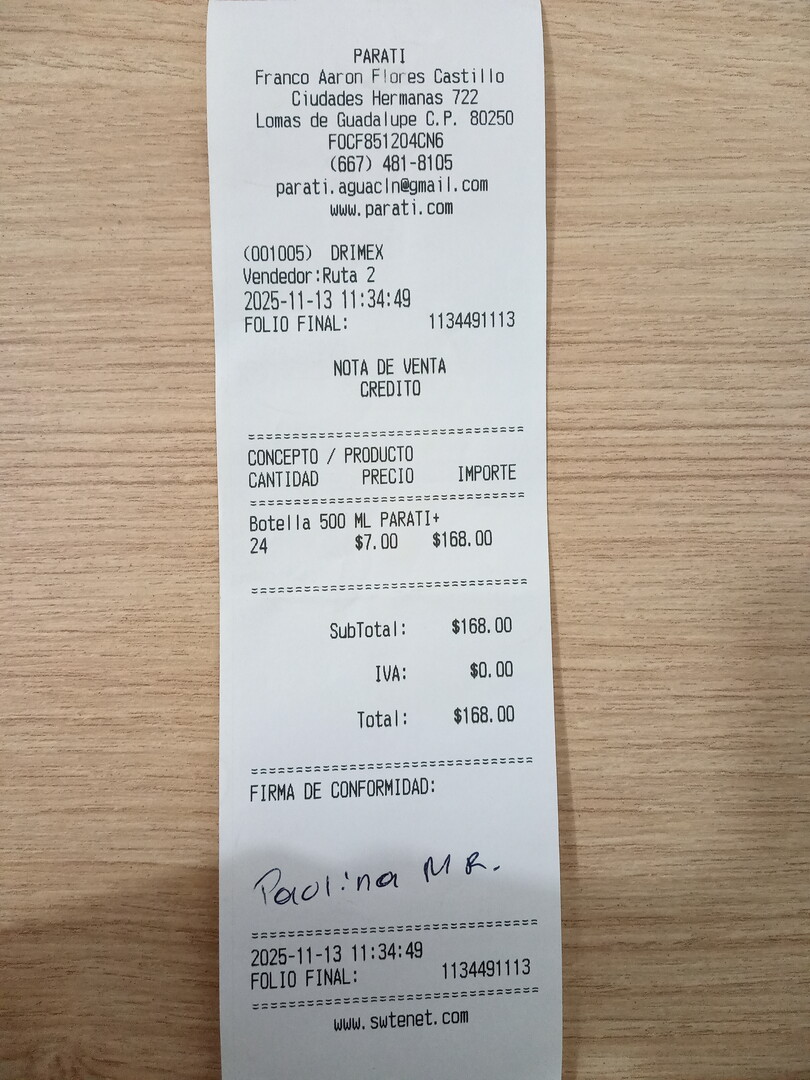 PARATI
Franco Aaron Flores Castillo
Ciudades Hermanas 722
Lomas de Guadalupe C.P. 80250
FOCF851204CN6
(667) 481-8105
parati.aguacln@gmail.com
www.parati.com
(001005) DRIMEX
Vendedor:Ruta 2
2025-11-13 11:34:49
FOLIO FINAL: 1134491113
NOTA DE VENTA
CREDITO
===============================
CONCEPTO / PRODUCTO
CANTIDAD PRECIO IMPORTE
===============================
Botella 500 ML PARATI+
24 $7.00 $168.00
===============================
SubTotal: $168.00
IVA: $0.00
Total: $168.00
===============================
FIRMA DE CONFORMIDAD:
Paolina M R.
===============================
2025-11-13 11:34:49
FOLIO FINAL: 1134491113
===============================
www.swtenet.com